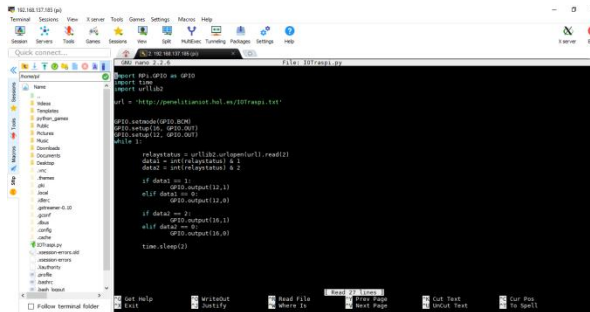 192.168.137.185 (pi)
Terminal Sessions View X server Tools Games Settings Macros Help
Session Servers Tools Games Sessions View Split MultiExec Tunneling Packages Settings Help
X server
Quick connect...
2. 192.168.137.185 (pi)
/home/pi/
Name
..
Videos
Templates
python_games
Public
Pictures
Music
Downloads
Documents
Desktop
.vnc
.themes
.pki
.local
.idlerc
.gstreamer-0.10
.gconf
.dbus
.config
.cache
IOTraspi.py
.xsession-errors.old
.xsession-errors
.Xauthority
.profile
.bashrc
.bash_logout
Follow terminal folder
Sessions
Tools
Macros
Sftp
GNU nano 2.2.6 File: IOTraspi.py
import RPi.GPIO as GPIO
import time
import urllib2
url = 'http://penelitianiot.hol.es/IOTraspi.txt'
GPIO.setmode(GPIO.BCM)
GPIO.setup(16, GPIO.OUT)
GPIO.setup(12, GPIO.OUT)
while 1:
relaystatus = urllib2.urlopen(url).read(2)
data1 = int(relaystatus) & 1
data2 = int(relaystatus) & 2
if data1 == 1:
GPIO.output(12,1)
elif data1 == 0:
GPIO.output(12,0)
if data2 == 2:
GPIO.output(16,1)
elif data2 == 0:
GPIO.output(16,0)
time.sleep(2)
[ Read 27 lines ]
^G Get Help ^O WriteOut ^R Read File ^Y Prev Page ^K Cut Text ^C Cur Pos
^X Exit ^J Justify ^W Where Is ^V Next Page ^U UnCut Text ^T To Spell